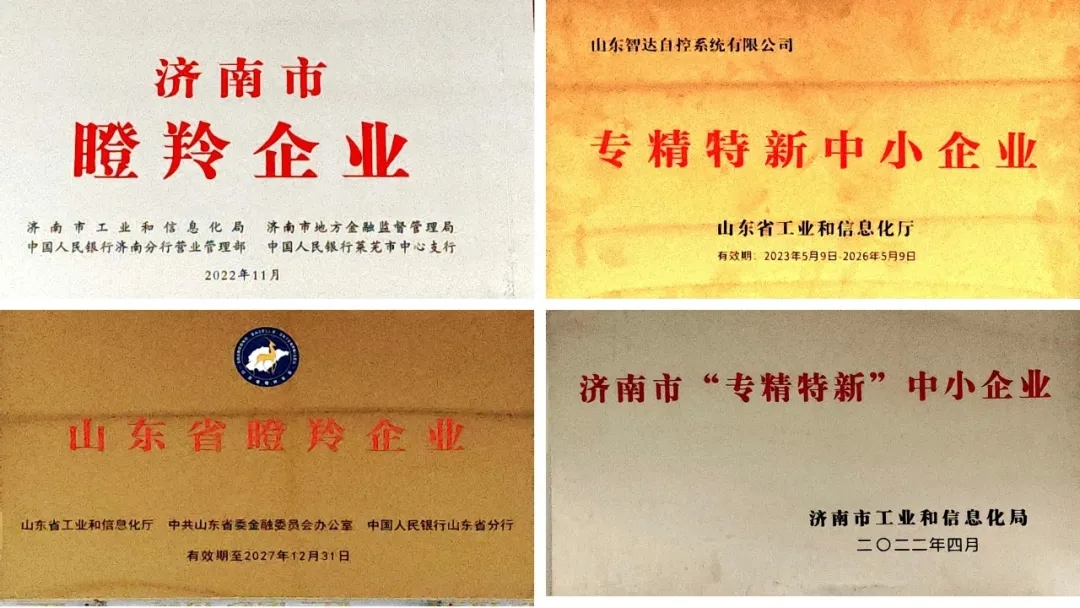 济南市
瞪羚企业
济南市工业和信息化局 济南市地方金融监督管理局
中国人民银行济南分行营业管理部 中国人民银行莱芜市中心支行
2022年11月
山东智达自控系统有限公司
专精特新中小企业
山东省工业和信息化厅
有效期：2023年5月9日-2026年5月9日
山东省瞪羚企业
山东省工业和信息化厅 中共山东省委金融委员会办公室 中国人民银行山东省分行
有效期至2027年12月31日
济南市“专精特新”中小企业
济南市工业和信息化局
二〇二二年四月